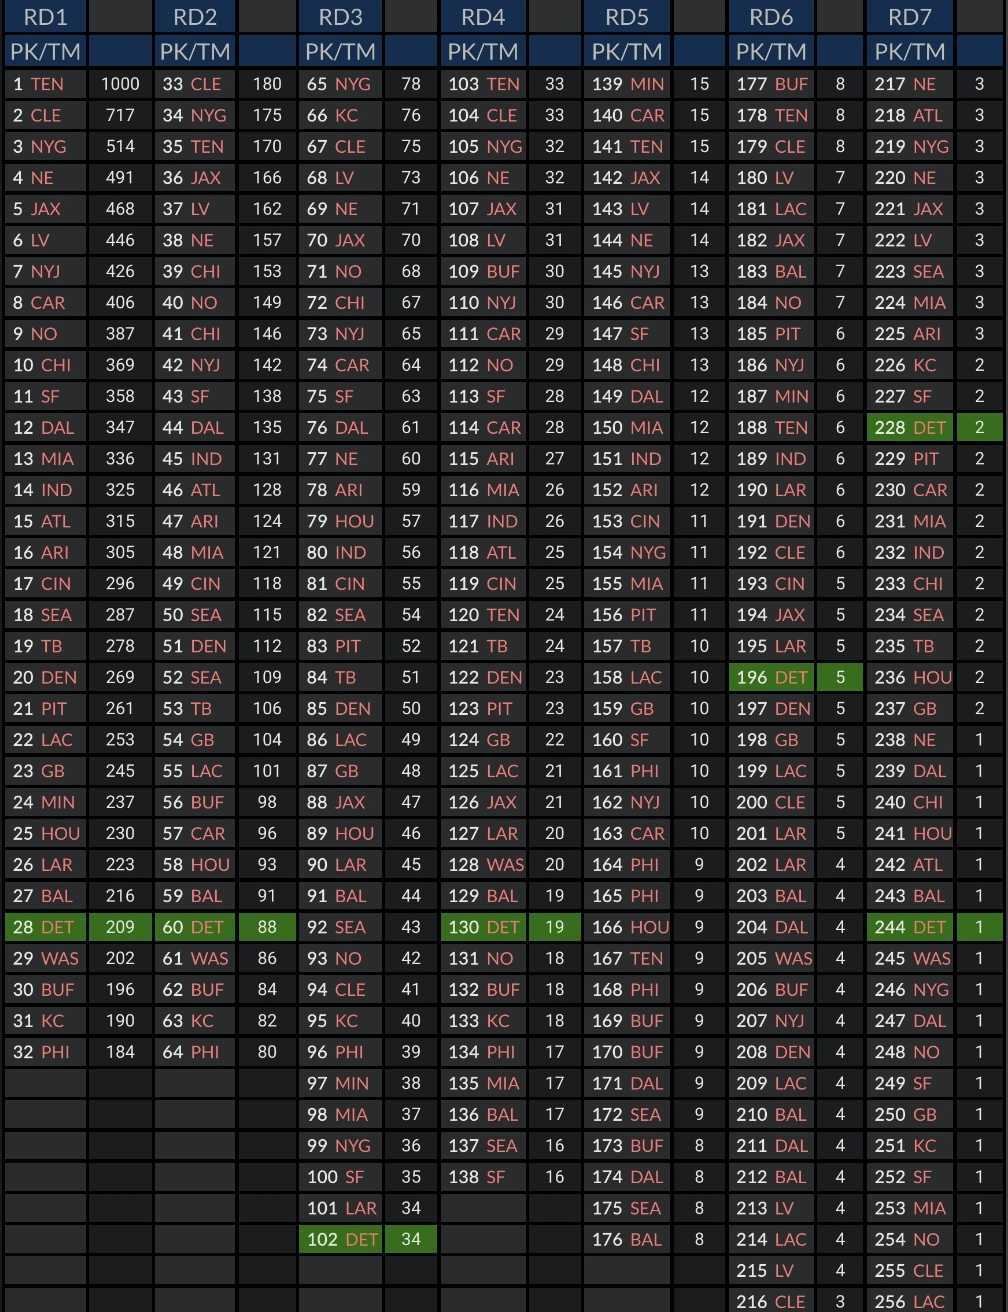 RD1 RD2 RD3 RD4 RD5 RD6 RD7
PK/TM PK/TM PK/TM PK/TM PK/TM PK/TM PK/TM
1 TEN 1000 33 CLE 180 65 NYG 78 103 TEN 33 139 MIN 15 177 BUF 8 217 NE 3
2 CLE 717 34 NYG 175 66 KC 76 104 CLE 33 140 CAR 15 178 TEN 8 218 ATL 3
3 NYG 514 35 TEN 170 67 CLE 75 105 NYG 32 141 TEN 15 179 CLE 8 219 NYG 3
4 NE 491 36 JAX 166 68 LV 73 106 NE 32 142 JAX 14 180 LV 7 220 NE 3
5 JAX 468 37 LV 162 69 NE 71 107 JAX 31 143 LV 14 181 LAC 7 221 JAX 3
6 LV 446 38 NE 157 70 JAX 70 108 LV 31 144 NE 14 182 JAX 7 222 LV 3
7 NYJ 426 39 CHI 153 71 NO 68 109 BUF 30 145 NYJ 13 183 BAL 7 223 SEA 3
8 CAR 406 40 NO 149 72 CHI 67 110 NYJ 30 146 CAR 13 184 NO 7 224 MIA 3
9 NO 387 41 CHI 146 73 NYJ 65 111 CAR 29 147 SF 13 185 PIT 6 225 ARI 3
10 CHI 369 42 NYJ 142 74 CAR 64 112 NO 29 148 CHI 13 186 NYJ 6 226 KC 2
11 SF 358 43 SF 138 75 SF 63 113 SF 28 149 DAL 12 187 MIN 6 227 SF 2
12 DAL 347 44 DAL 135 76 DAL 61 114 CAR 28 150 MIA 12 188 TEN 6 228 DET 2
13 MIA 336 45 IND 131 77 NE 60 115 ARI 27 151 IND 12 189 IND 6 229 PIT 2
14 IND 325 46 ATL 128 78 ARI 59 116 MIA 26 152 ARI 12 190 LAR 6 230 CAR 2
15 ATL 315 47 ARI 124 79 HOU 57 117 IND 26 153 CIN 11 191 DEN 6 231 MIA 2
16 ARI 305 48 MIA 121 80 IND 56 118 ATL 25 154 NYG 11 192 CLE 6 232 IND 2
17 CIN 296 49 CIN 118 81 CIN 55 119 CIN 25 155 MIA 11 193 CIN 5 233 CHI 2
18 SEA 287 50 SEA 115 82 SEA 54 120 TEN 24 156 PIT 11 194 JAX 5 234 SEA 2
19 TB 278 51 DEN 112 83 PIT 52 121 TB 24 157 TB 10 195 LAR 5 235 TB 2
20 DEN 269 52 SEA 109 84 TB 51 122 DEN 23 158 LAC 10 196 DET 5 236 HOU 2
21 PIT 261 53 TB 106 85 DEN 50 123 PIT 23 159 GB 10 197 DEN 5 237 GB 2
22 LAC 253 54 GB 104 86 LAC 49 124 GB 22 160 SF 10 198 GB 5 238 NE 1
23 GB 245 55 LAC 101 87 GB 48 125 LAC 21 161 PHI 10 199 LAC 5 239 DAL 1
24 MIN 237 56 BUF 98 88 JAX 47 126 JAX 21 162 NYJ 10 200 CLE 5 240 CHI 1
25 HOU 230 57 CAR 96 89 HOU 46 127 LAR 20 163 CAR 10 201 LAR 5 241 HOU 1
26 LAR 223 58 HOU 93 90 LAR 45 128 WAS 20 164 PHI 9 202 LAR 4 242 ATL 1
27 BAL 216 59 BAL 91 91 BAL 44 129 BAL 19 165 PHI 9 203 BAL 4 243 BAL 1
28 DET 209 60 DET 88 92 SEA 43 130 DET 19 166 HOU 9 204 DAL 4 244 DET 1
29 WAS 202 61 WAS 86 93 NO 42 131 NO 18 167 TEN 9 205 WAS 4 245 WAS 1
30 BUF 196 62 BUF 84 94 CLE 41 132 BUF 18 168 PHI 9 206 BUF 4 246 NYG 1
31 KC 190 63 KC 82 95 KC 40 133 KC 18 169 BUF 9 207 NYJ 4 247 DAL 1
32 PHI 184 64 PHI 80 96 PHI 39 134 PHI 17 170 BUF 9 208 DEN 4 248 NO 1
97 MIN 38 135 MIA 17 171 DAL 9 209 LAC 4 249 SF 1
98 MIA 37 136 BAL 17 172 SEA 9 210 BAL 4 250 GB 1
99 NYG 36 137 SEA 16 173 BUF 8 211 DAL 4 251 KC 1
100 SF 35 138 SF 16 174 DAL 8 212 BAL 4 252 SF 1
101 LAR 34 175 SEA 8 213 LV 4 253 MIA 1
102 DET 34 176 BAL 8 214 LAC 4 254 NO 1
215 LV 4 255 CLE 1
216 CLE 3 256 LAC 1